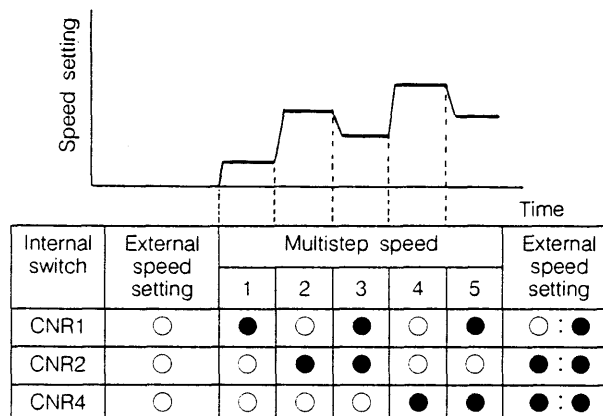 Speed setting
Time
Internal switch
External speed setting
Multistep speed
External speed setting
1 2 3 4 5
CNR1 ○ ● ○ ● ○ ● ○ : ●
CNR2 ○ ○ ● ● ○ ○ ● : ●
CNR4 ○ ○ ○ ○ ● ● ● : ●